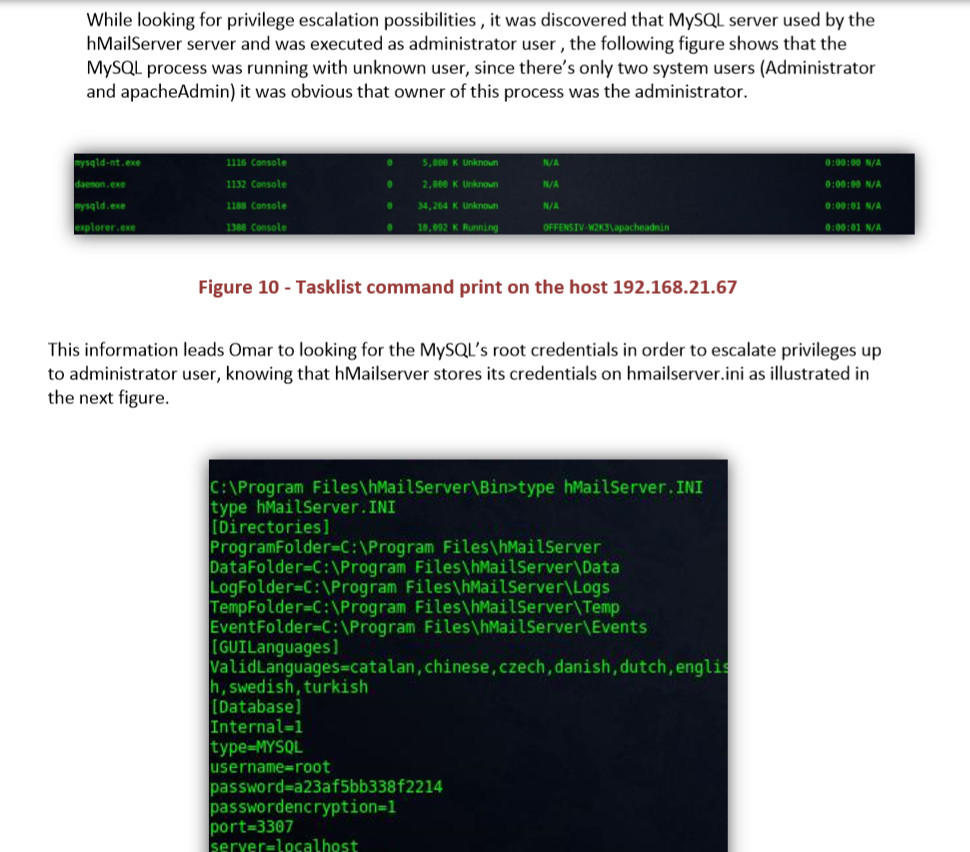 While looking for privilege escalation possibilities , it was discovered that MySQL server used by the
hMailServer server and was executed as administrator user , the following figure shows that the
MySQL process was running with unknown user, since there's only two system users (Administrator
and apacheAdmin) it was obvious that owner of this process was the administrator.
mysqld-nt.exe 1116 Console 0 5,800 K Unknown N/A 0:00:00 N/A
daemon.exe 1132 Console 0 K Unknown N/A 0:00:00 N/A
mysqld.exe 1188 Console 0 34,264 K Unknown N/A 0:00:01 N/A
explorer.exe 1388 Console 0 K Running OFFENSIV-W2K3\apacheadmin 0:00:01 N/A
Figure 10 - Tasklist command print on the host 192.168.21.67
This information leads Omar to looking for the MySQL's root credentials in order to escalate privileges up
to administrator user, knowing that hMailserver stores its credentials on hmailserver.ini as illustrated in
the next figure.
C:\Program Files\hMailServer\Bin>type hMailServer.INI
type hMailServer.INI
[Directories]
ProgramFolder=C:\Program Files\hMailServer
DataFolder=C:\Program Files\hMailServer\Data
LogFolder=C:\Program Files\hMailServer\Logs
TempFolder=C:\Program Files\hMailServer\Temp
EventFolder=C:\Program Files\hMailServer\Events
[GUILanguages]
ValidLanguages=catalan,chinese,czech,danish,dutch,englis
h,swedish,turkish
[Database]
Internal=1
type=MYSQL
username=root
password=a23af5bb338f2214
passwordencryption=1
port=3307
server=localhost